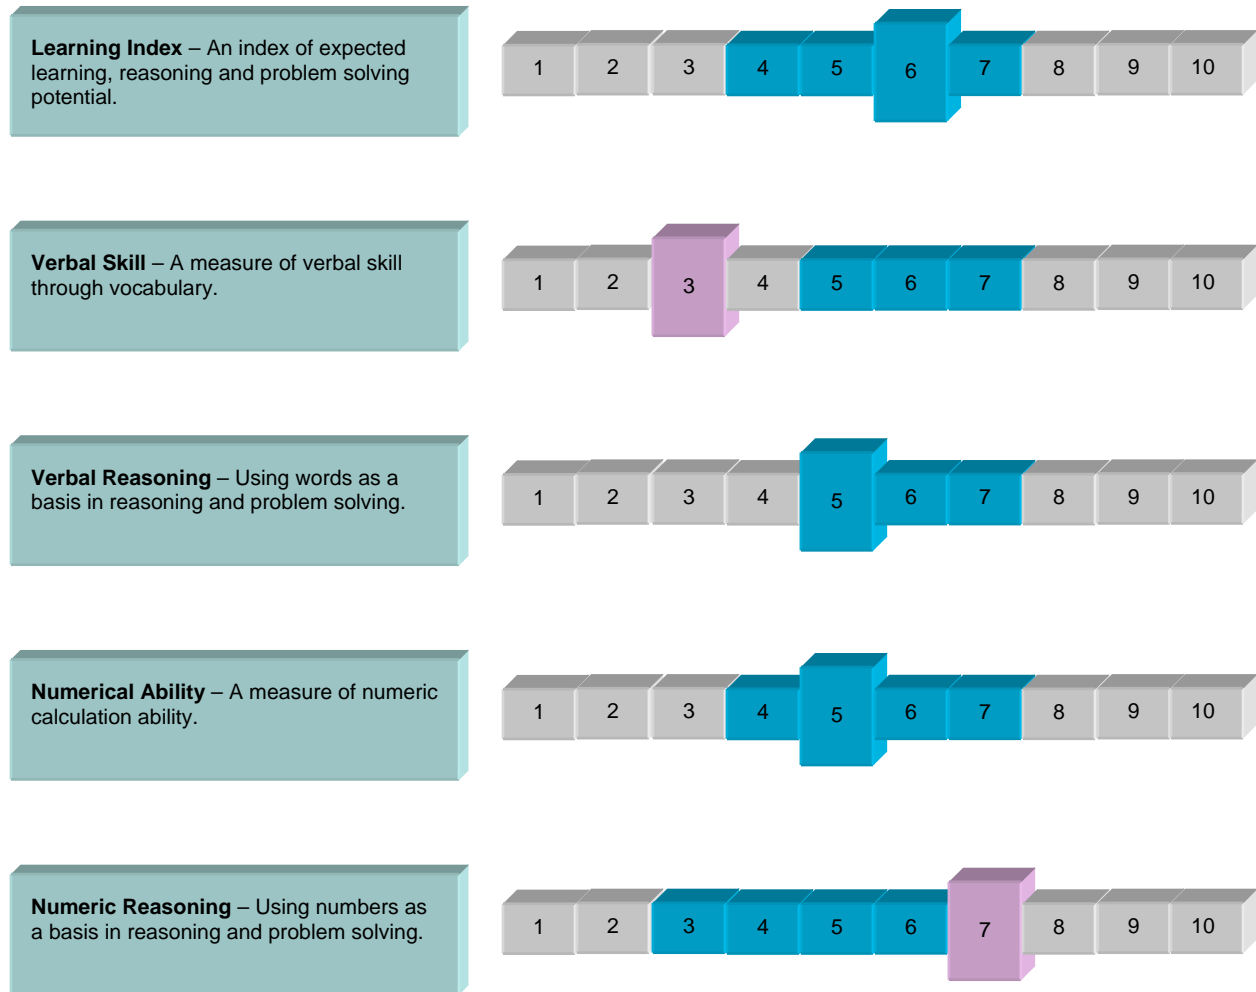 Learning Index – An index of expected
learning, reasoning and problem solving
potential.
1 2 3 4 5 6 7 8 9 10
Verbal Skill – A measure of verbal skill
through vocabulary.
1 2 3 4 5 6 7 8 9 10
Verbal Reasoning – Using words as a
basis in reasoning and problem solving.
1 2 3 4 5 6 7 8 9 10
Numerical Ability – A measure of numeric
calculation ability.
1 2 3 4 5 6 7 8 9 10
Numeric Reasoning – Using numbers as
a basis in reasoning and problem solving.
1 2 3 4 5 6 7 8 9 10